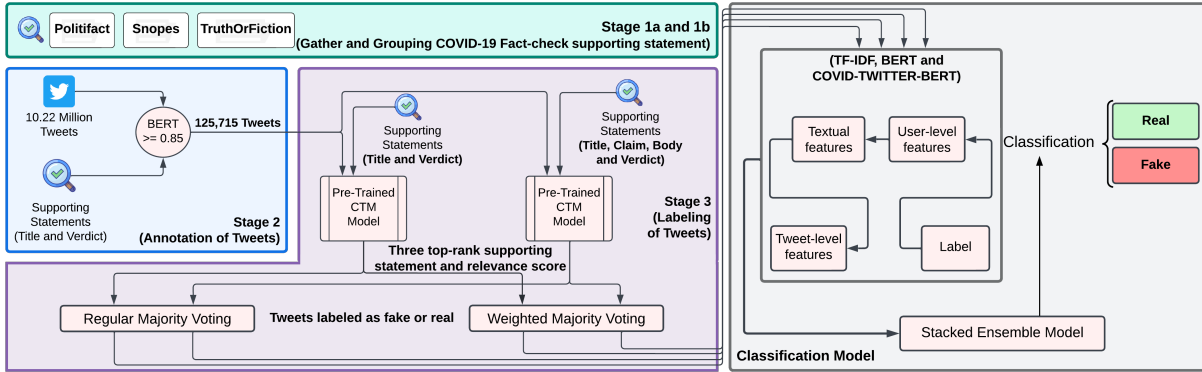 Politifact
Snopes
TruthOrFiction
Stage 1a and 1b
(Gather and Grouping COVID-19 Fact-check supporting statement)
10.22 Million
Tweets
BERT
>= 0.85
125,715 Tweets
Supporting
Statements
(Title and Verdict)
Stage 2
(Annotation of Tweets)
Supporting
Statements
(Title and Verdict)
Supporting
Statements
(Title, Claim, Body
and Verdict)
Pre-Trained
CTM
Model
Pre-Trained
CTM
Model
Stage 3
(Labeling
of Tweets)
Three top-rank supporting
statement and relevance score
Regular Majority Voting
Tweets labeled as fake or real
Weighted Majority Voting
(TF-IDF, BERT and
COVID-TWITTER-BERT)
Textual
features
User-level
features
Tweet-level
features
Label
Classification
Real
Fake
Stacked Ensemble Model
Classification Model